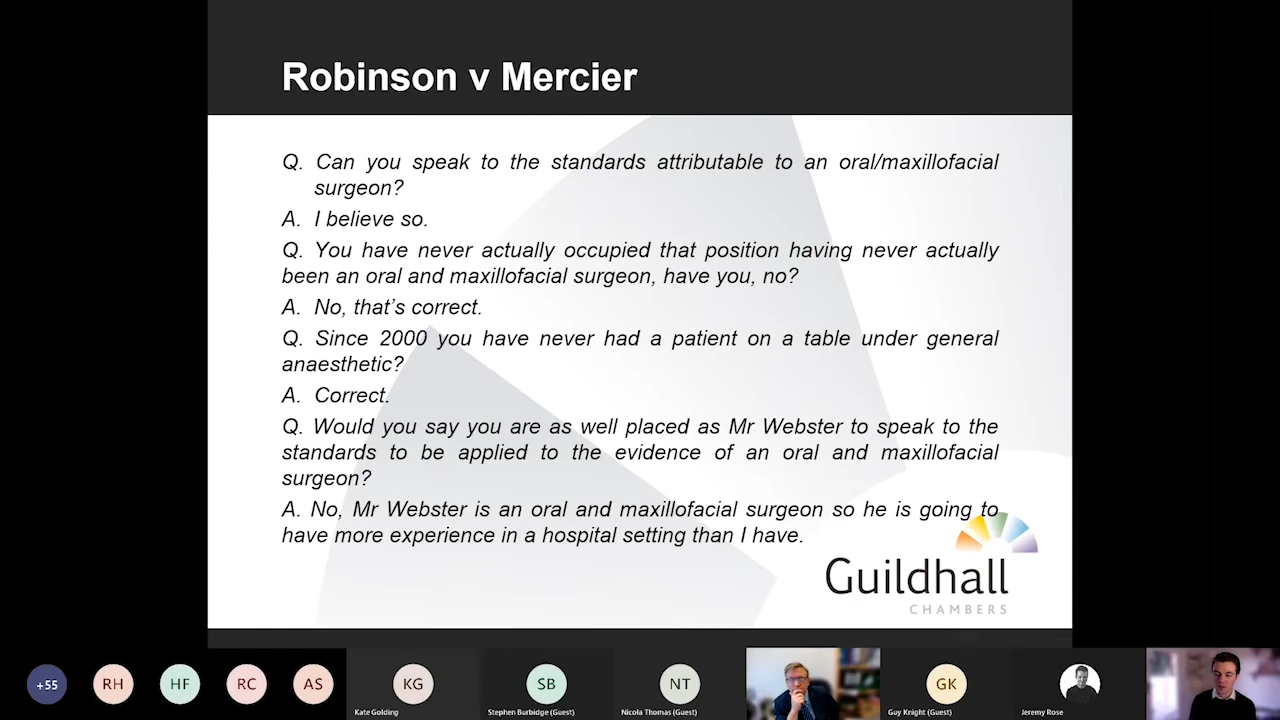 Robinson v Mercier
Q. Can you speak to the standards attributable to an oral/maxillofacial
surgeon?
A. I believe so.
Q. You have never actually occupied that position having never actually
been an oral and maxillofacial surgeon, have you, no?
A. No, that's correct.
Q. Since 2000 you have never had a patient on a table under general
anaesthetic?
A. Correct.
Q. Would you say you are as well placed as Mr Webster to speak to the
standards to be applied to the evidence of an oral and maxillofacial
surgeon?
A. No, Mr Webster is an oral and maxillofacial surgeon so he is going to
have more experience in a hospital setting than I have.
Guildhall
CHAMBERS
+55
RH
HF
RC
AS
KG
SB
NT
GK
Kate Golding
Stephen Burbidge (Guest)
Nicola Thomas (Guest)
Guy Knight (Guest)
Jeremy Rose